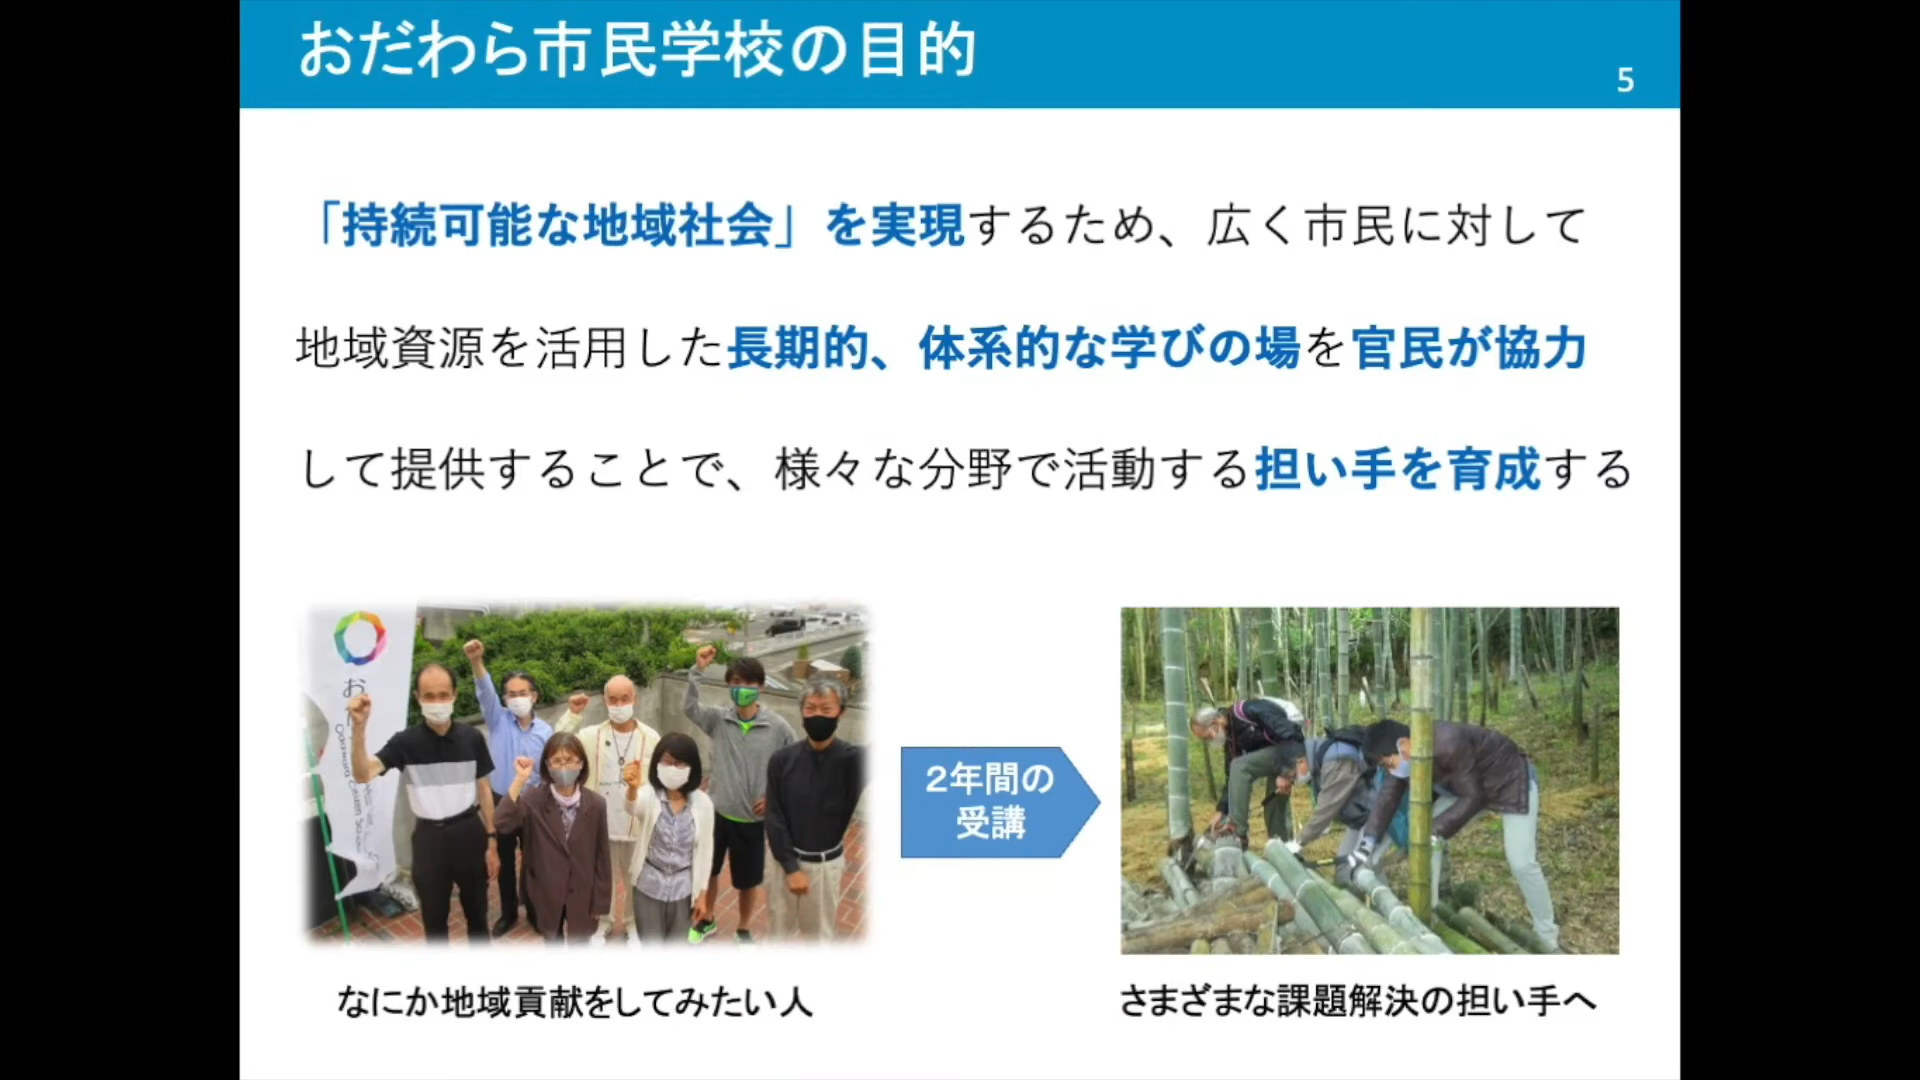 おだわら市民学校の目的
5
「持続可能な地域社会」を実現するため、広く市民に対して
地域資源を活用した長期的、体系的な学びの場を官民が協力
して提供することで、様々な分野で活動する担い手を育成する
お
Odawara Citizen School
2年間の
受講
なにか地域貢献をしてみたい人
さまざまな課題解決の担い手へ